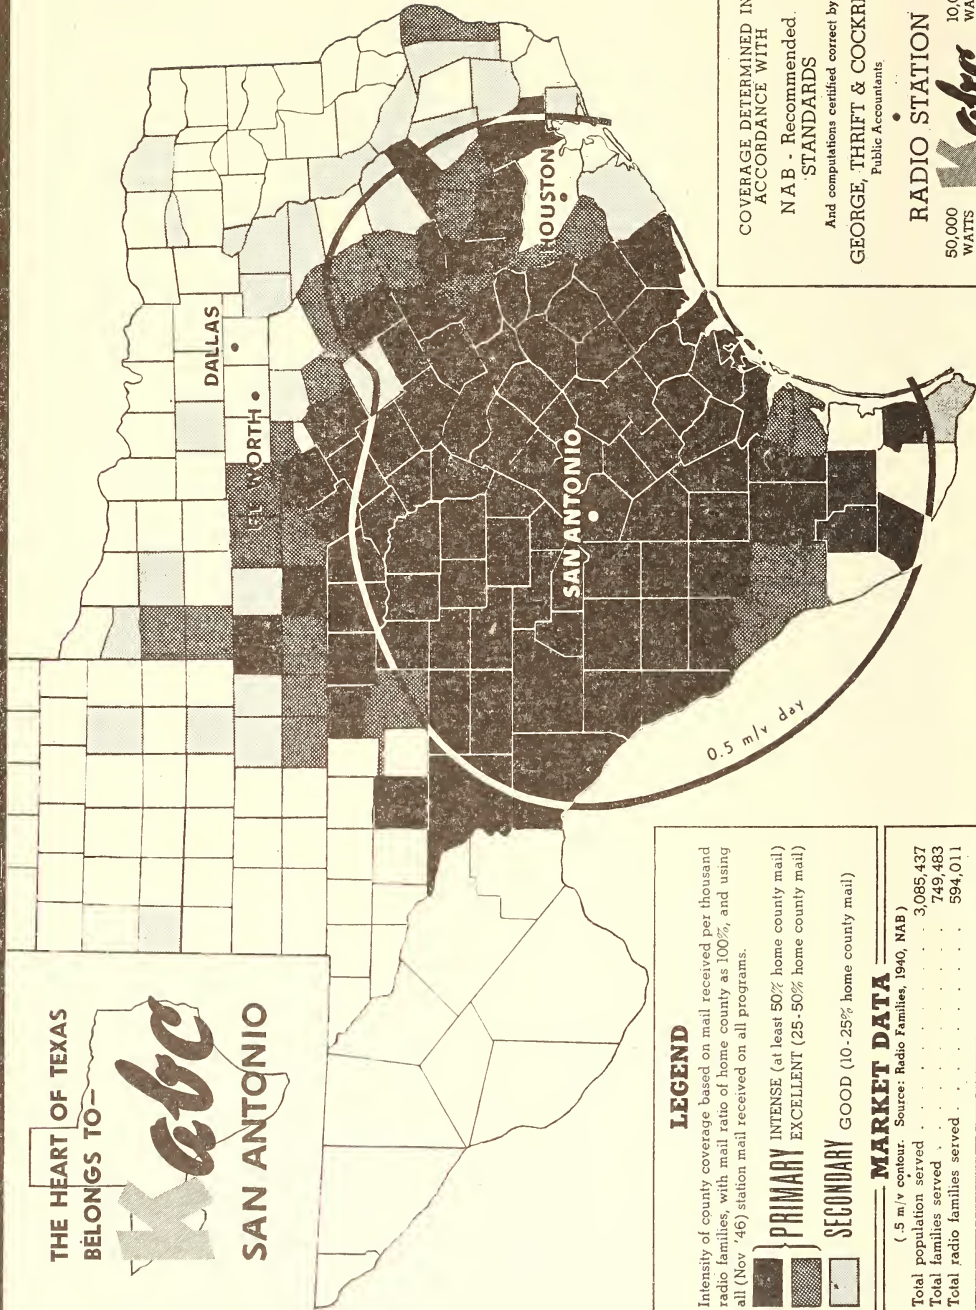 THE HEART OF TEXAS
BELONGS TO—
Kabc
SAN ANTONIO
DALLAS
FT. WORTH
HOUSTON
SAN ANTONIO
0.5 m/v day
LEGEND
Intensity of county coverage based on mail received per thousand
radio families, with mail ratio of home county as 100%, and using
all (Nov '46) station mail received on all programs.
PRIMARY INTENSE (at least 50% home county mail)
EXCELLENT (25-50% home county mail)
SECONDARY GOOD (10-25% home county mail)
MARKET DATA
(.5 m/v contour. Source: Radio Families, 1940, NAB)
Total population served . . . . . . 3,085,437
Total families served . . . . . . 749,483
Total radio families served . . . . . . 594,011
COVERAGE DETERMINED IN
ACCORDANCE WITH
NAB - Recommended
STANDARDS
And computations certified correct by
GEORGE, THRIFT & COCKRE
Public Accountants
RADIO STATION
50,000
WATTS
Kabc
10,0
WA